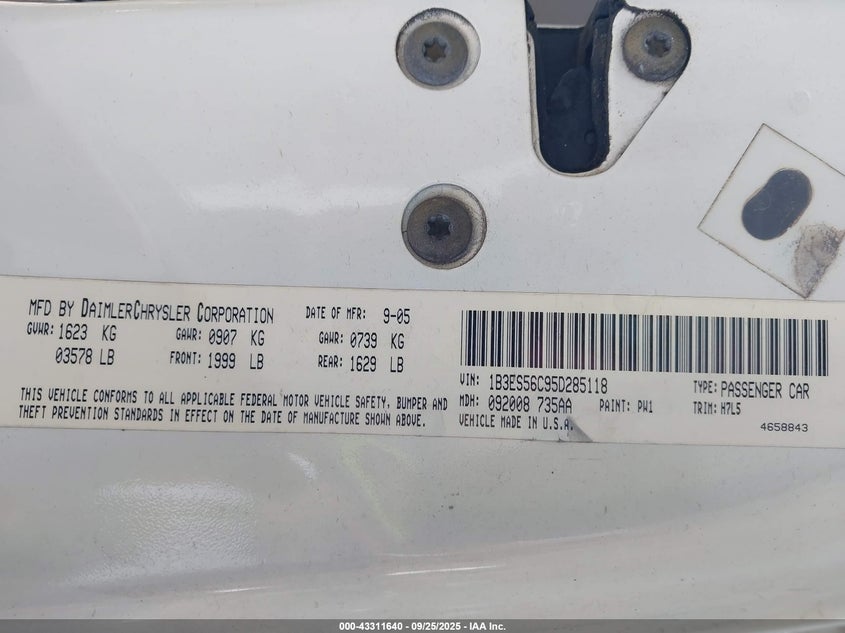 MFD BY DAIMLERCHRYSLER CORPORATION DATE OF MFR: 9-05
GVWR: 1623 KG GAWR: 0907 KG GAWR: 0739 KG
03578 LB FRONT: 1999 LB REAR: 1629 LB
THIS VEHICLE CONFORMS TO ALL APPLICABLE FEDERAL MOTOR VEHICLE SAFETY, BUMPER AND
THEFT PREVENTION STANDARDS IN EFFECT ON THE DATE OF MANUFACTURE SHOWN ABOVE.
VIN: 1B3ES56C95D285118 TYPE: PASSENGER CAR
MDH: 092008 735AA PAINT: PW1 TRIM: H7L5
VEHICLE MADE IN U.S.A. 4658843
000-43311640 - 09/25/2025 - IAA Inc.